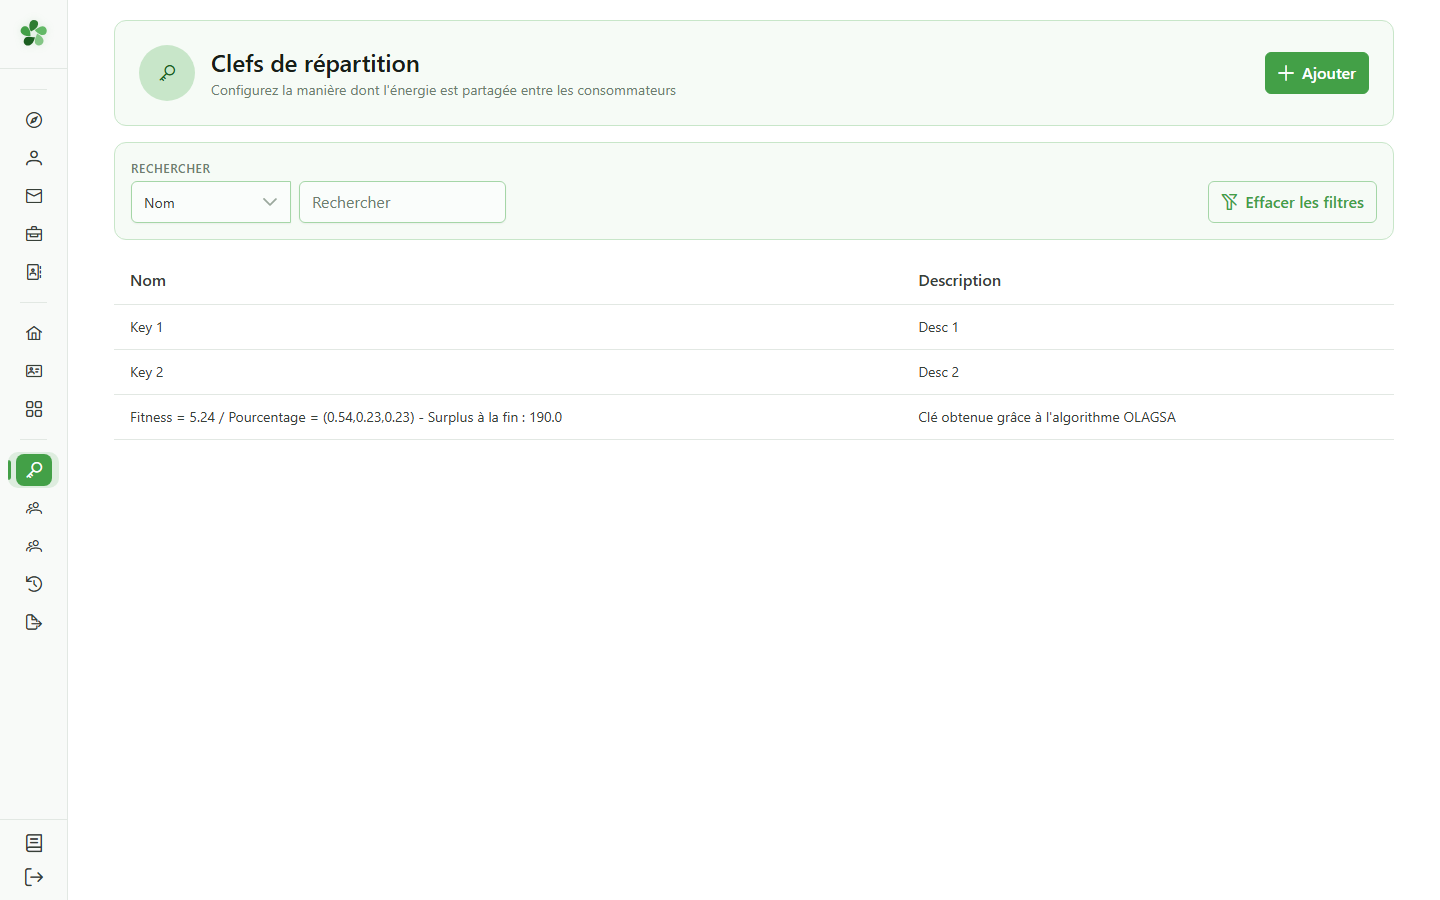 Clefs de répartition
Configurez la manière dont l'énergie est partagée entre les consommateurs
Ajouter
RECHERCHER
Nom
Rechercher
Effacer les filtres
Nom
Description
Key 1
Desc 1
Key 2
Desc 2
Fitness = 5.24 / Pourcentage = (0.54,0.23,0.23) - Surplus à la fin : 190.0
Clé obtenue grâce à l'algorithme OLAGSA